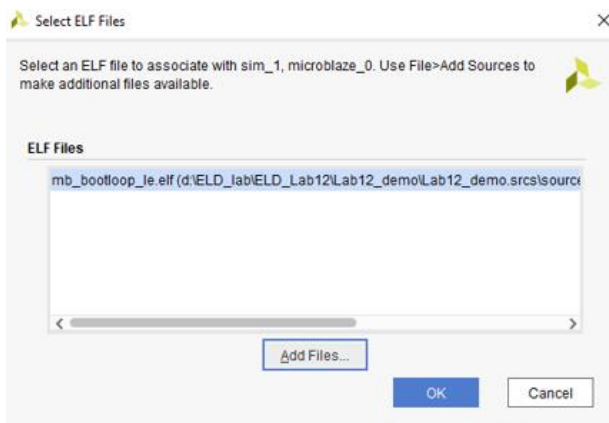 Select ELF Files
Select an ELF file to associate with sim_1, microblaze_0. Use File>Add Sources to
make additional files available.
ELF Files
mb_bootloop_le.elf (d:\ELD_lab\ELD_Lab12\Lab12_demo\Lab12_demo.srcs\source
Add Files...
OK
Cancel